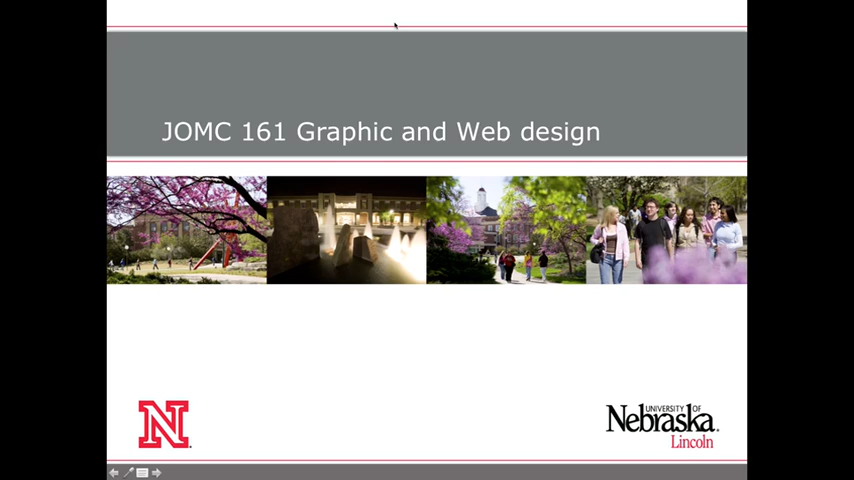 JOMC 161 Graphic and Web design
N
UNIVERSITY OF
Nebraska
Lincoln